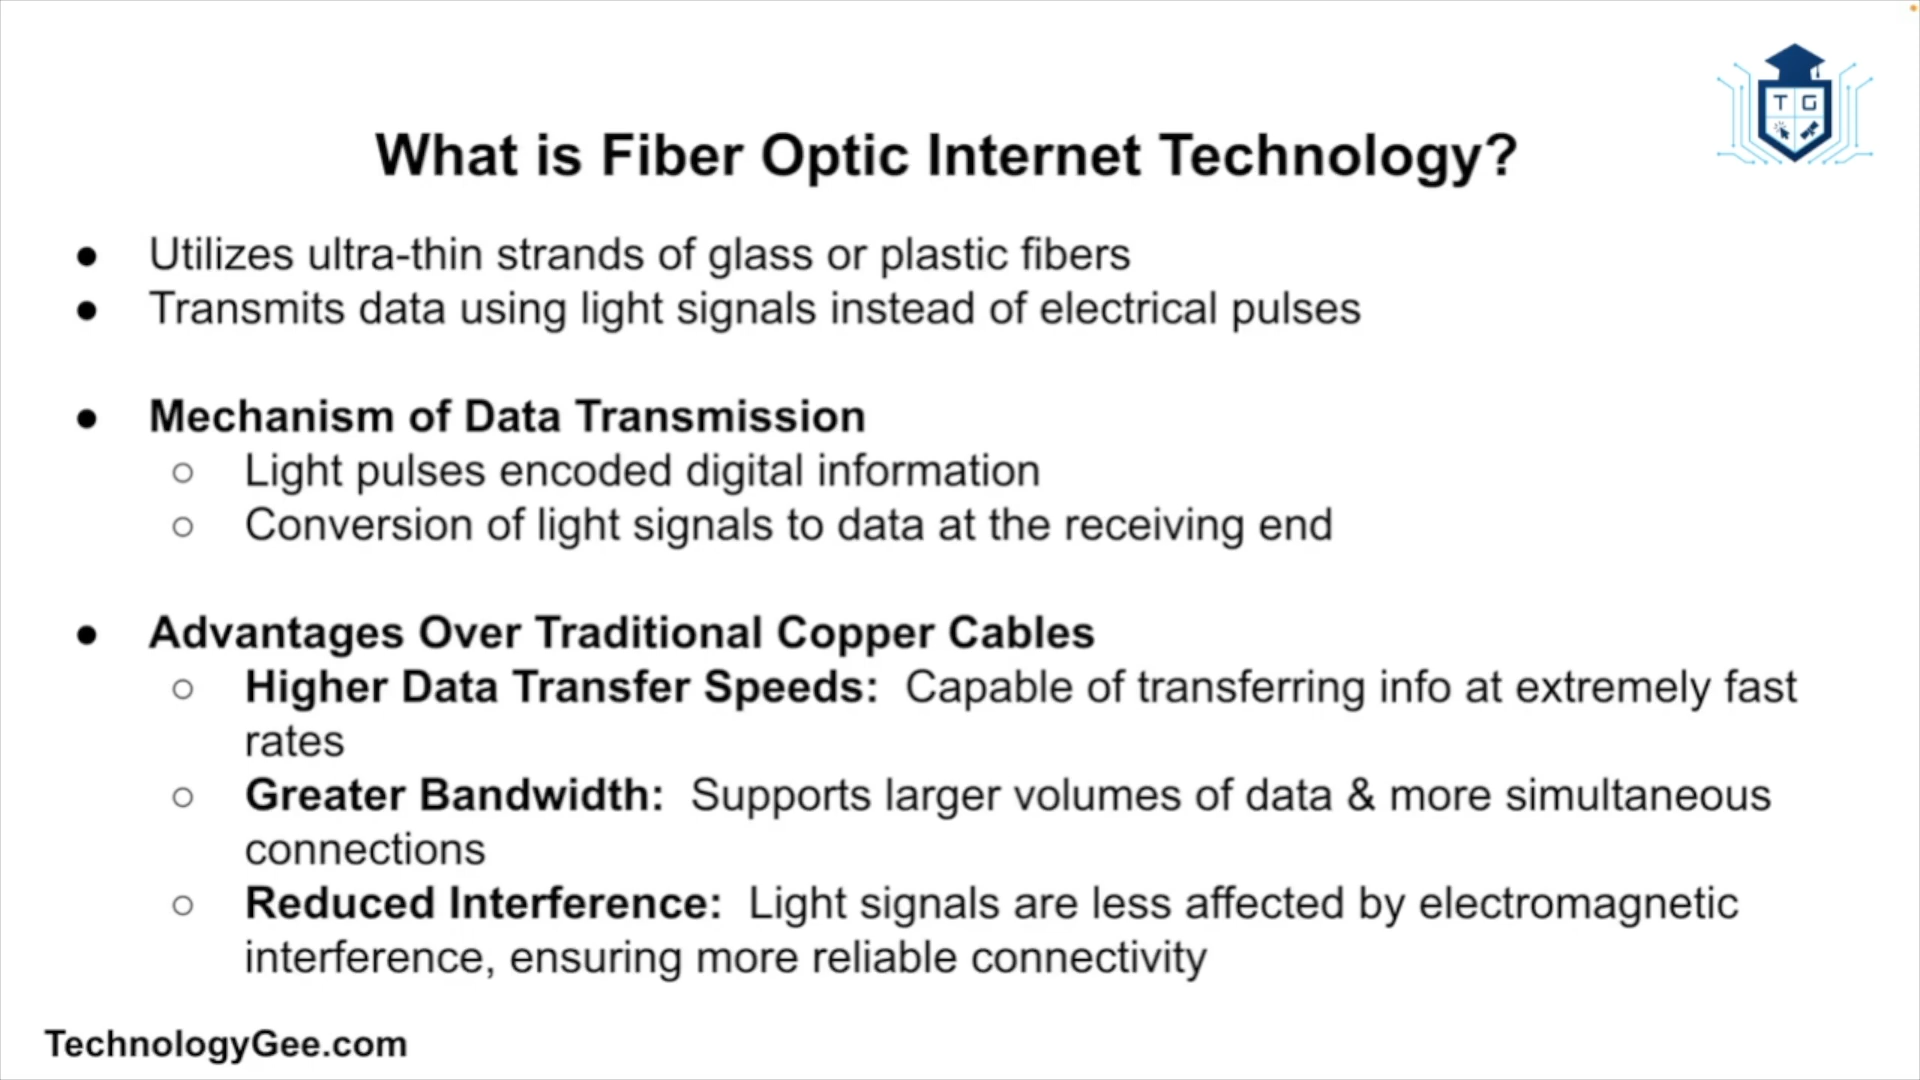 T G
What is Fiber Optic Internet Technology?
● Utilizes ultra-thin strands of glass or plastic fibers
● Transmits data using light signals instead of electrical pulses
● Mechanism of Data Transmission
○ Light pulses encoded digital information
○ Conversion of light signals to data at the receiving end
● Advantages Over Traditional Copper Cables
○ Higher Data Transfer Speeds: Capable of transferring info at extremely fast
rates
○ Greater Bandwidth: Supports larger volumes of data & more simultaneous
connections
○ Reduced Interference: Light signals are less affected by electromagnetic
interference, ensuring more reliable connectivity
TechnologyGee.com